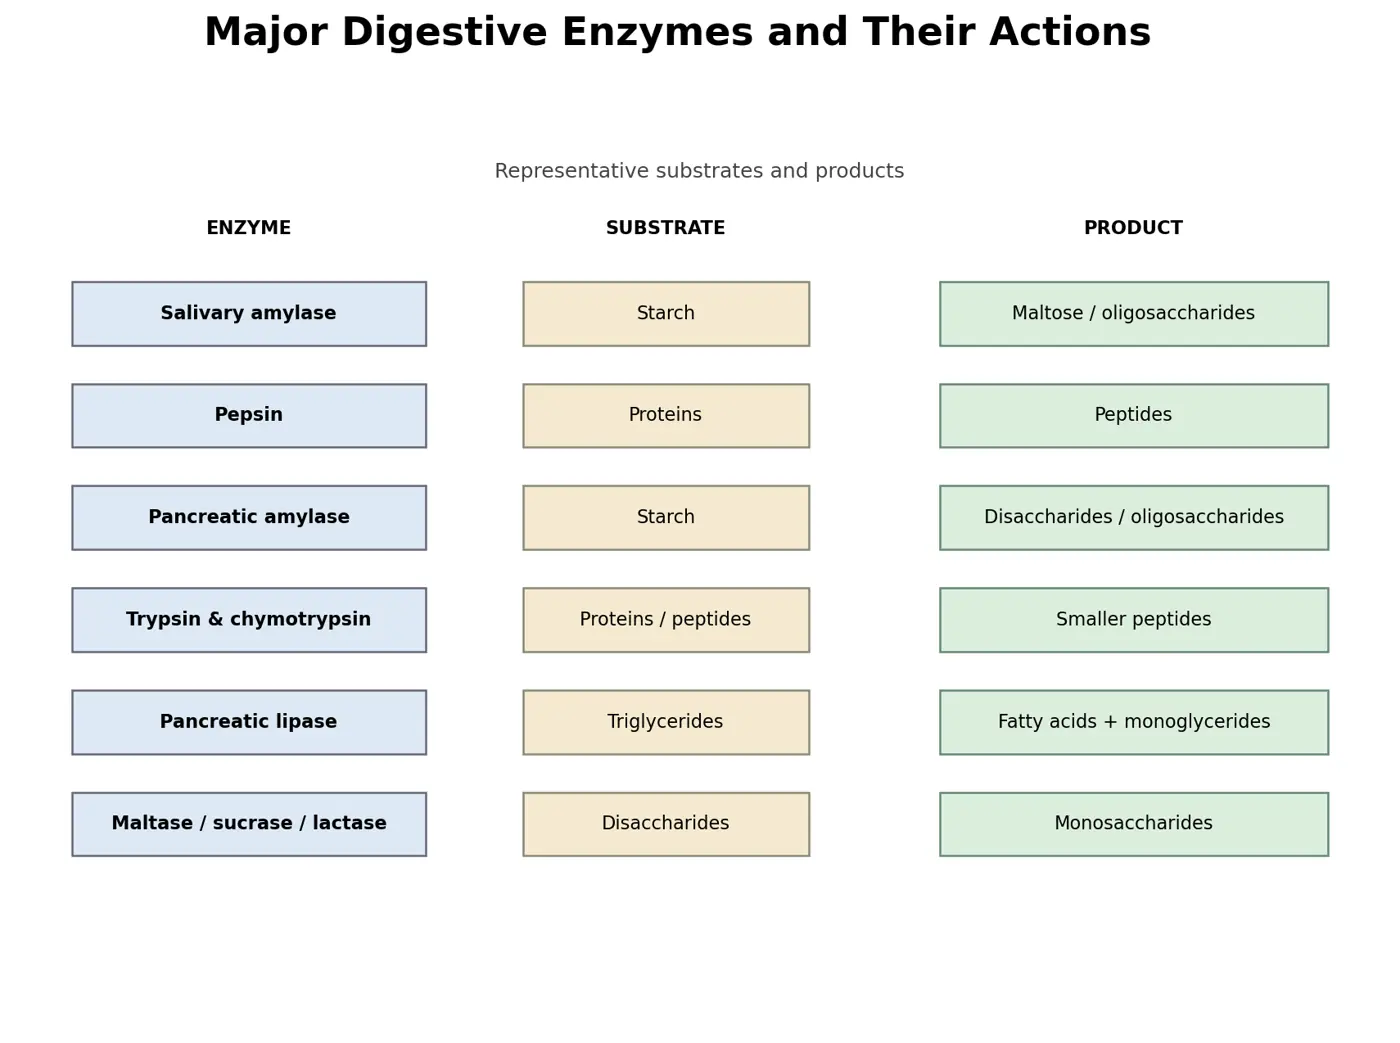 Major Digestive Enzymes and Their Actions
Representative substrates and products
ENZYME SUBSTRATE PRODUCT
Salivary amylase Starch Maltose / oligosaccharides
Pepsin Proteins Peptides
Pancreatic amylase Starch Disaccharides / oligosaccharides
Trypsin & chymotrypsin Proteins / peptides Smaller peptides
Pancreatic lipase Triglycerides Fatty acids + monoglycerides
Maltase / sucrase / lactase Disaccharides Monosaccharides